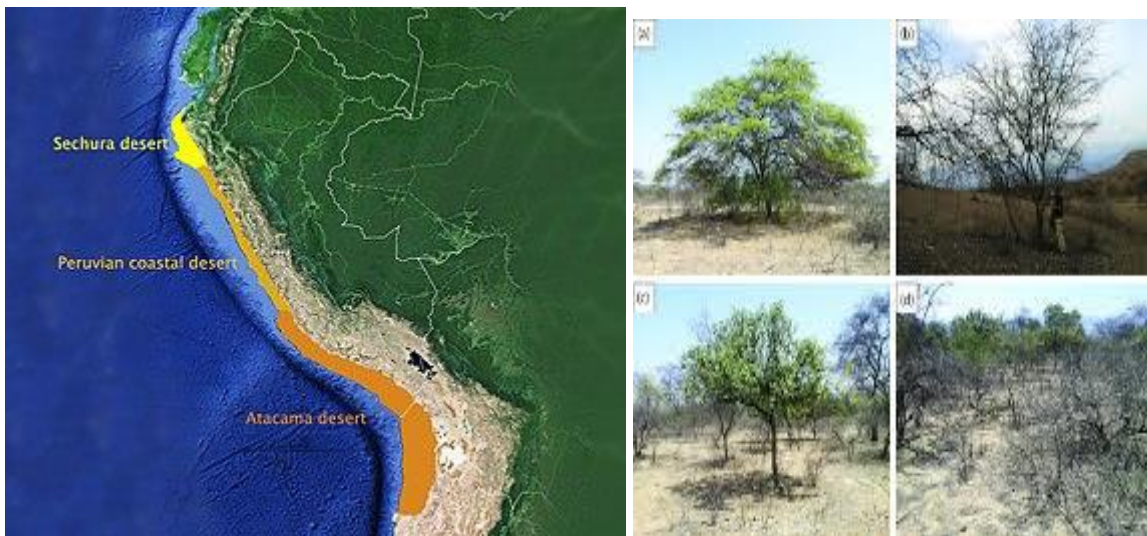 Sechura desert
Peruvian coastal desert
Atacama desert
(a)
(b)
(c)
(d)